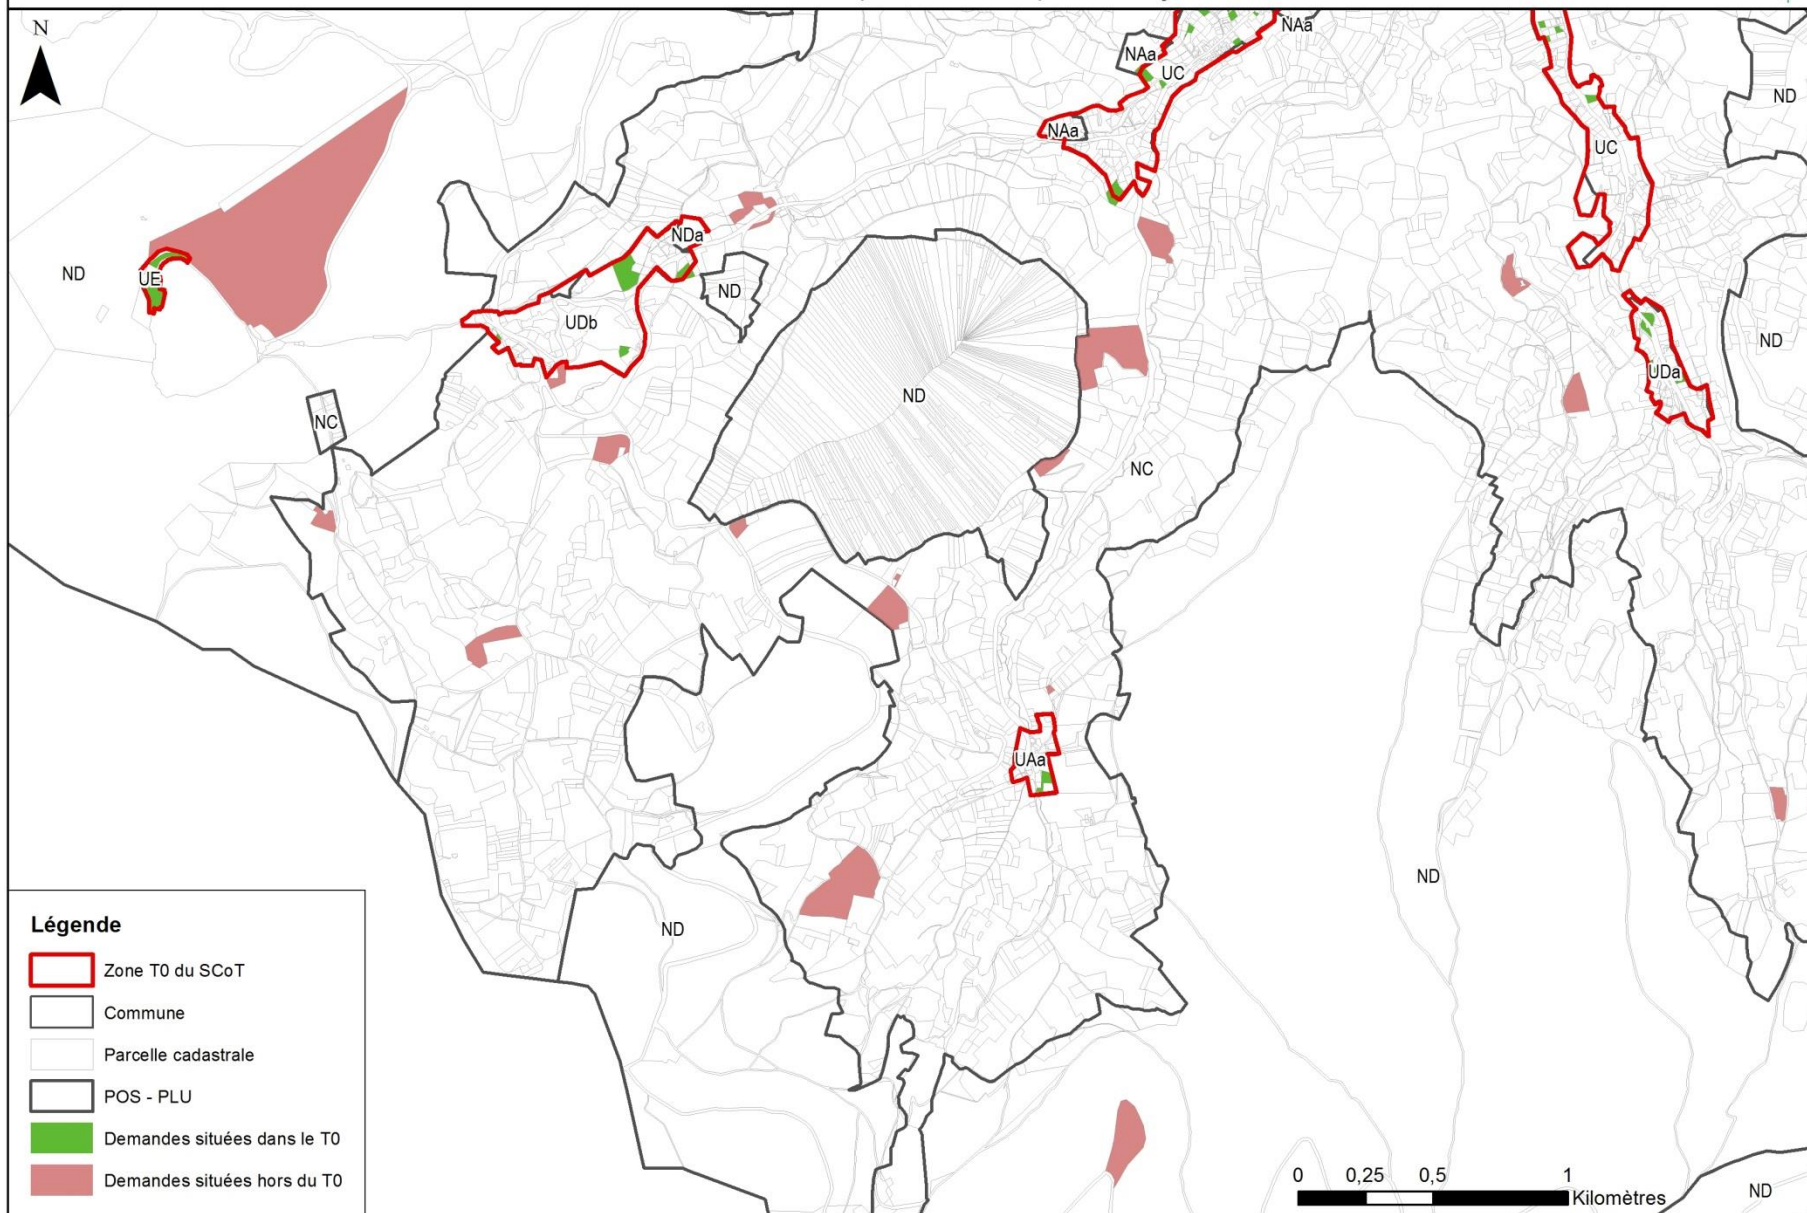 N
NAa
NAa
UC
ND
NAa
UC
NDa
ND
UE
ND
UDb
ND
UDa
ND
NC
NC
UAa
ND
ND
Légende
Zone T0 du SCoT
Commune
Parcelle cadastrale
POS - PLU
Demandes situées dans le T0
Demandes situées hors du T0
0 0,25 0,5 1
Kilomètres
ND